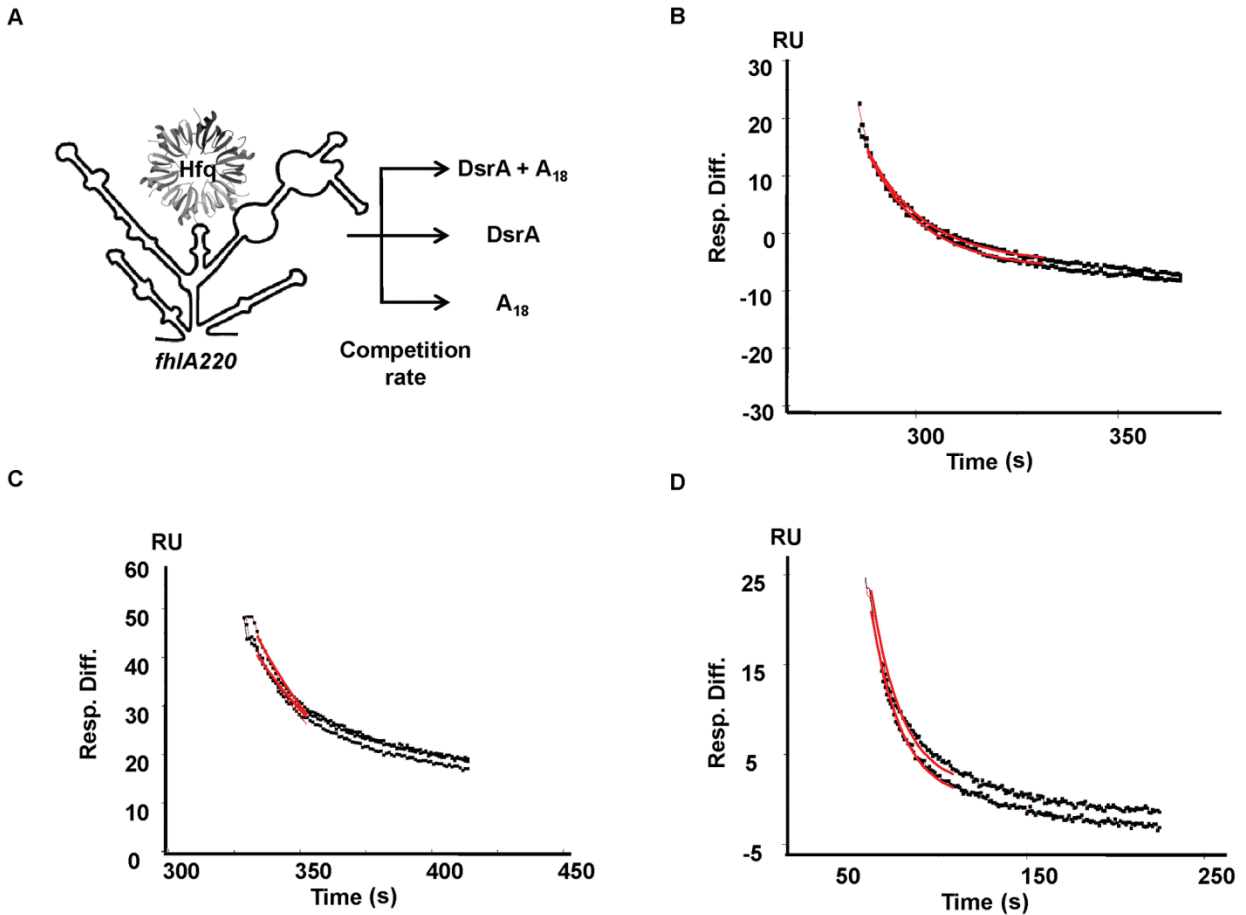 A
Hfq
DsrA + A₁₈
DsrA
A₁₈
fhlA220
Competition
rate
B
RU
30
20
10
0
-10
-20
-30
Resp. Diff.
300
350
Time (s)
C
RU
60
50
40
30
20
10
0
Resp. Diff.
300
350
400
450
Time (s)
D
RU
25
15
5
-5
Resp. Diff.
50
150
250
Time (s)